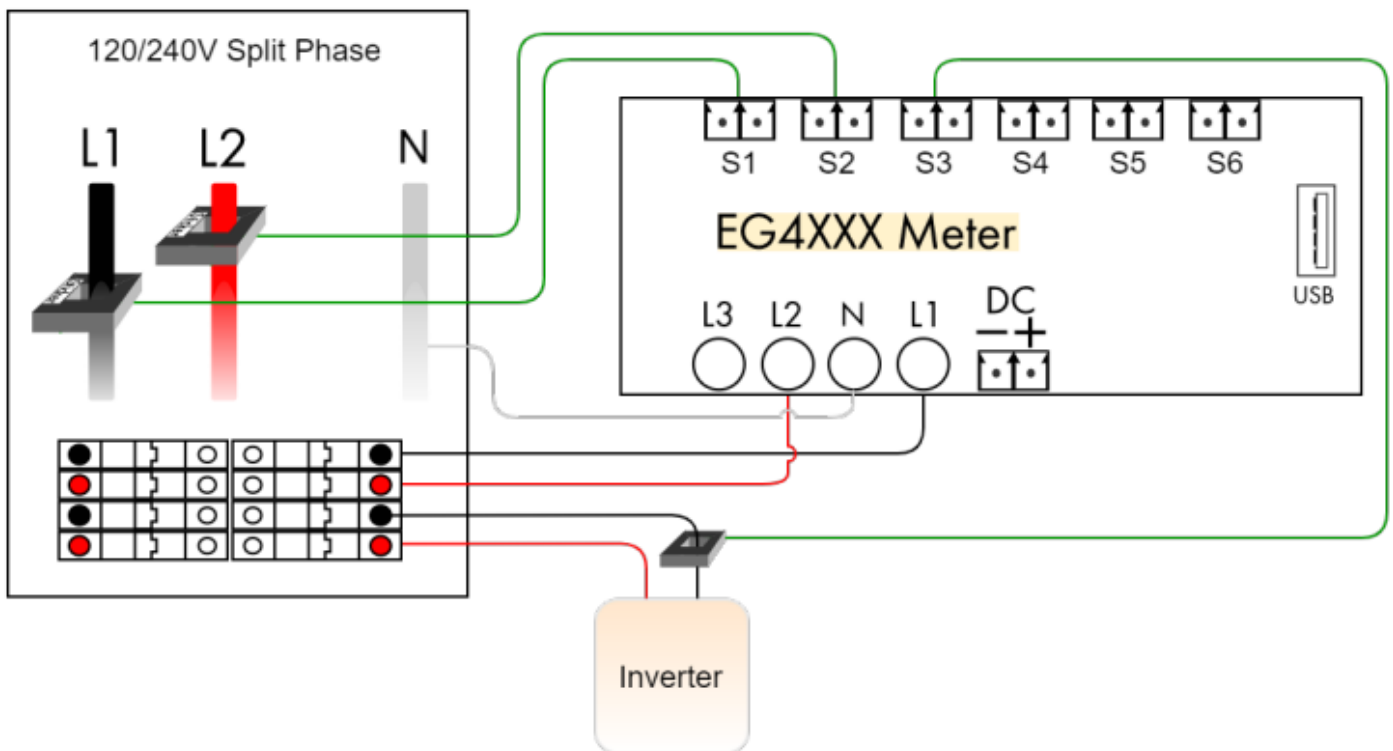 120/240V Split Phase
L1 L2 N
S1 S2 S3 S4 S5 S6
EG4XXX Meter
USB
L3 L2 N L1 DC
− +
Inverter